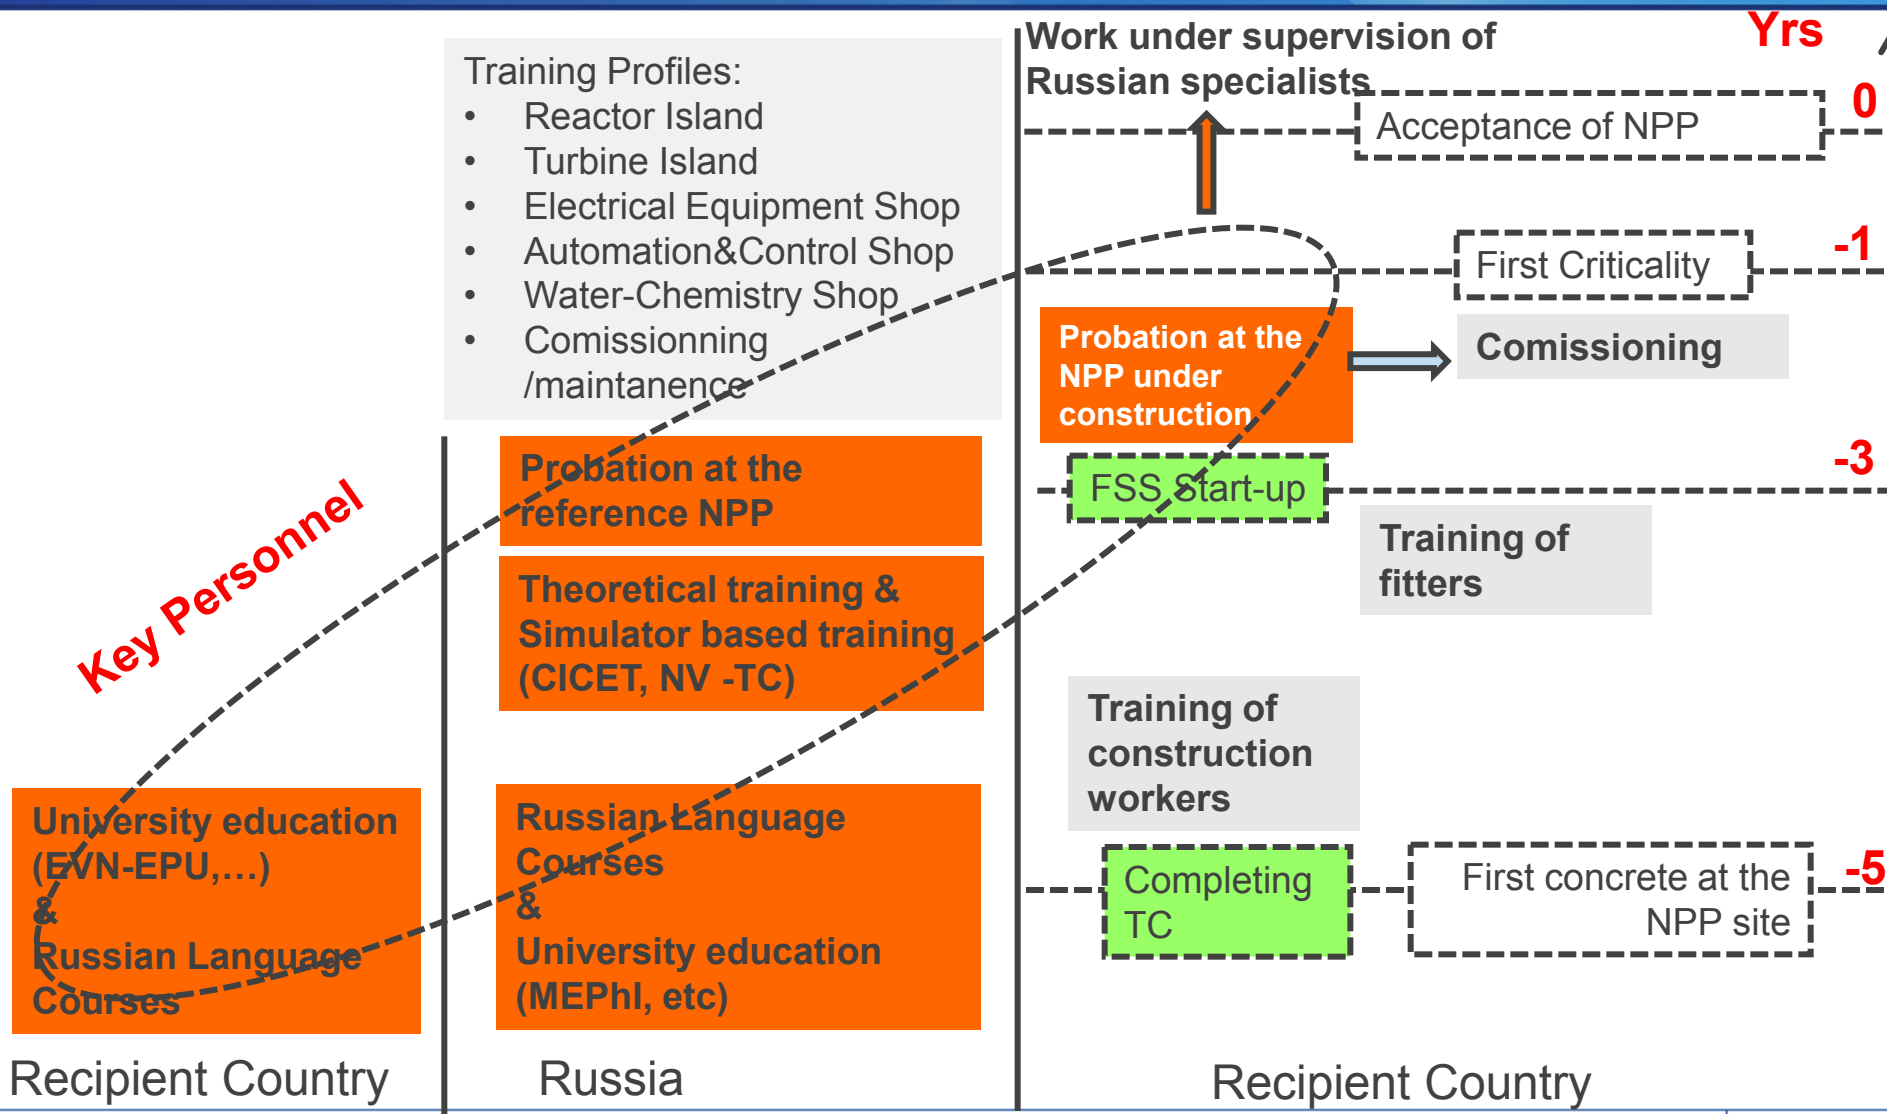 Work under supervision of
Russian specialists
Yrs
Training Profiles:
• Reactor Island
• Turbine Island
• Electrical Equipment Shop
• Automation&Control Shop
• Water-Chemistry Shop
• Comissionning
/maintanence
0
Acceptance of NPP
-1
First Criticality
Probation at the
NPP under
construction
Comissioning
-3
FSS Start-up
Probation at the
reference NPP
Key Personnel
Training of
fitters
Theoretical training &
Simulator based training
(CICET, NV -TC)
Training of
construction
workers
University education
(EVN-EPU,…)
&
Russian Language
Courses
Russian Language
Courses
&
University education
(MEPhI, etc)
Completing
TC
First concrete at the
NPP site
-5
Recipient Country
Russia
Recipient Country